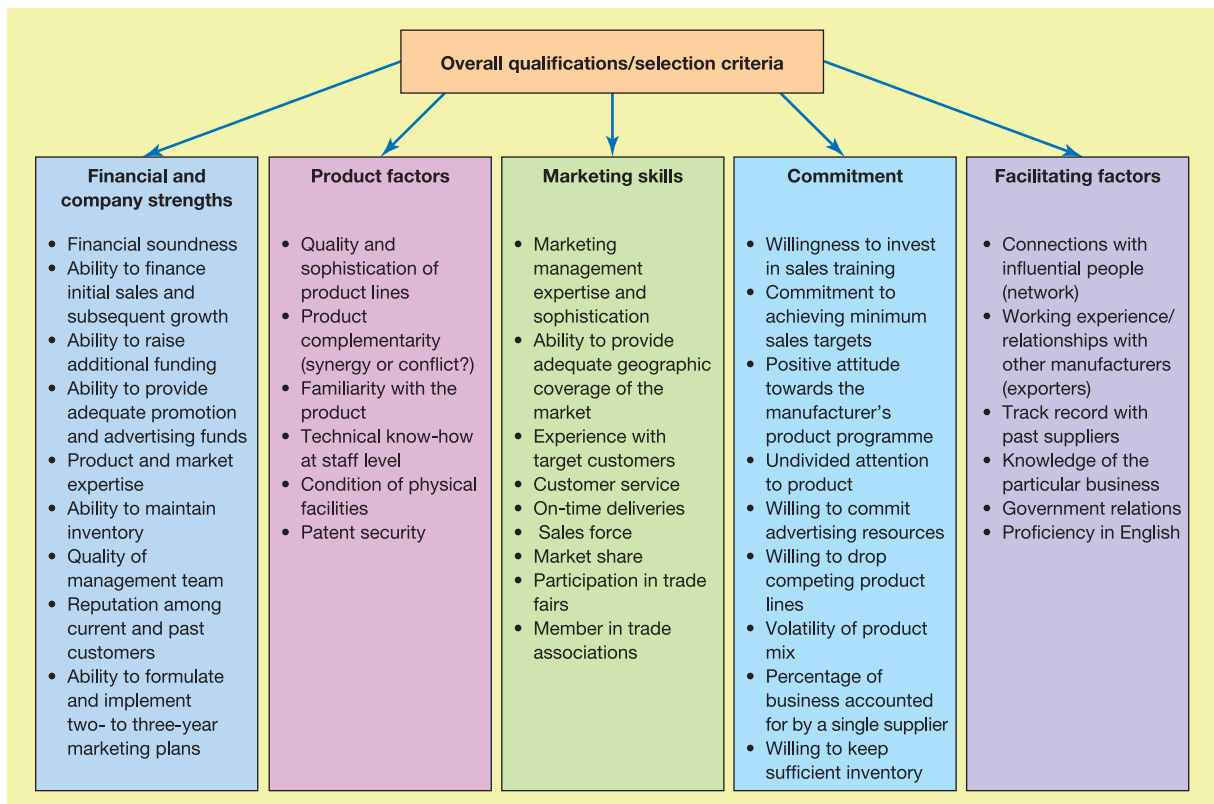 Overall qualifications/selection criteria
Financial and
company strengths
• Financial soundness
• Ability to finance
initial sales and
subsequent growth
• Ability to raise
additional funding
• Ability to provide
adequate promotion
and advertising funds
• Product and market
expertise
• Ability to maintain
inventory
• Quality of
management team
• Reputation among
current and past
customers
• Ability to formulate
and implement
two- to three-year
marketing plans
Product factors
• Quality and
sophistication of
product lines
• Product
complementarity
(synergy or conflict?)
• Familiarity with the
product
• Technical know-how
at staff level
• Condition of physical
facilities
• Patent security
Marketing skills
• Marketing
management
expertise and
sophistication
• Ability to provide
adequate geographic
coverage of the
market
• Experience with
target customers
• Customer service
• On-time deliveries
• Sales force
• Market share
• Participation in trade
fairs
• Member in trade
associations
Commitment
• Willingness to invest
in sales training
• Commitment to
achieving minimum
sales targets
• Positive attitude
towards the
manufacturer's
product programme
• Undivided attention
to product
• Willing to commit
advertising resources
• Willing to drop
competing product
lines
• Volatility of product
mix
• Percentage of
business accounted
for by a single supplier
• Willing to keep
sufficient inventory
Facilitating factors
• Connections with
influential people
(network)
• Working experience/
relationships with
other manufacturers
(exporters)
• Track record with
past suppliers
• Knowledge of the
particular business
• Government relations
• Proficiency in English